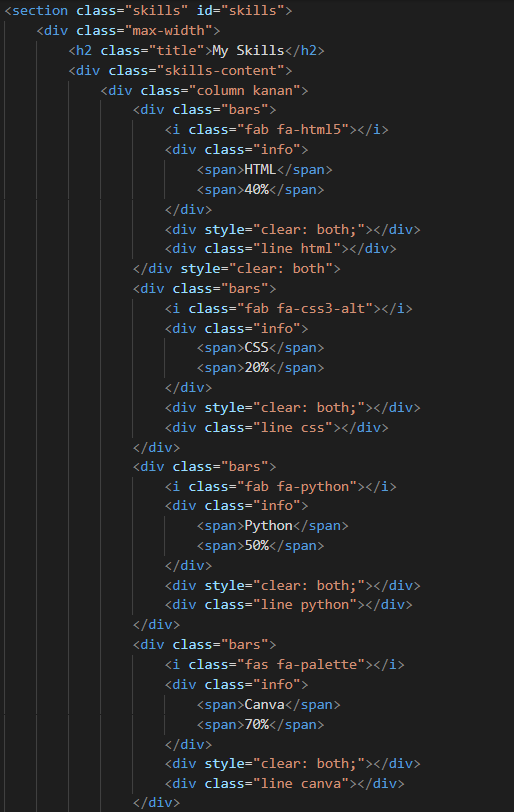 <section class="skills" id="skills">
<div class="max-width">
<h2 class="title">My Skills</h2>
<div class="skills-content">
<div class="column kanan">
<div class="bars">
<i class="fab fa-html5"></i>
<div class="info">
<span>HTML</span>
<span>40%</span>
</div>
<div style="clear: both;"></div>
<div class="line html"></div>
</div style="clear: both">
<div class="bars">
<i class="fab fa-css3-alt"></i>
<div class="info">
<span>CSS</span>
<span>20%</span>
</div>
<div style="clear: both;"></div>
<div class="line css"></div>
</div>
<div class="bars">
<i class="fab fa-python"></i>
<div class="info">
<span>Python</span>
<span>50%</span>
</div>
<div style="clear: both;"></div>
<div class="line python"></div>
</div>
<div class="bars">
<i class="fas fa-palette"></i>
<div class="info">
<span>Canva</span>
<span>70%</span>
</div>
<div style="clear: both;"></div>
<div class="line canva"></div>
</div>